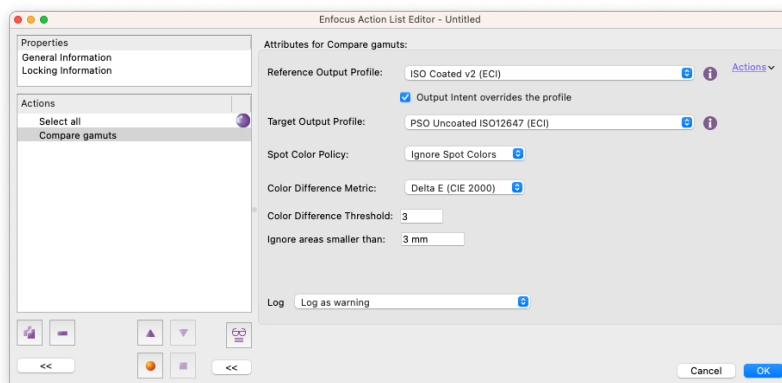 Enfocus Action List Editor - Untitled
Properties
General Information
Locking Information
Actions
Select all
Compare gamuts
<<
<<
Attributes for Compare gamuts:
Reference Output Profile: ISO Coated v2 (ECI)
Actions
Output Intent overrides the profile
Target Output Profile: PSO Uncoated ISO12647 (ECI)
Spot Color Policy: Ignore Spot Colors
Color Difference Metric: Delta E (CIE 2000)
Color Difference Threshold: 3
Ignore areas smaller than: 3 mm
Log Log as warning
Cancel OK